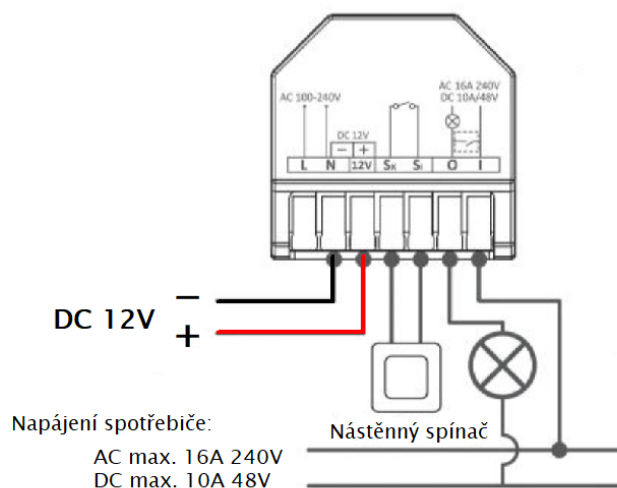 AC 100-240V
AC 16A 240V
DC 10A/48V
DC 12V
− +
L N 12V Sx Si O I
DC 12V
−
+
Nástěnný spínač
Napájení spotřebiče:
AC max. 16A 240V
DC max. 10A 48V